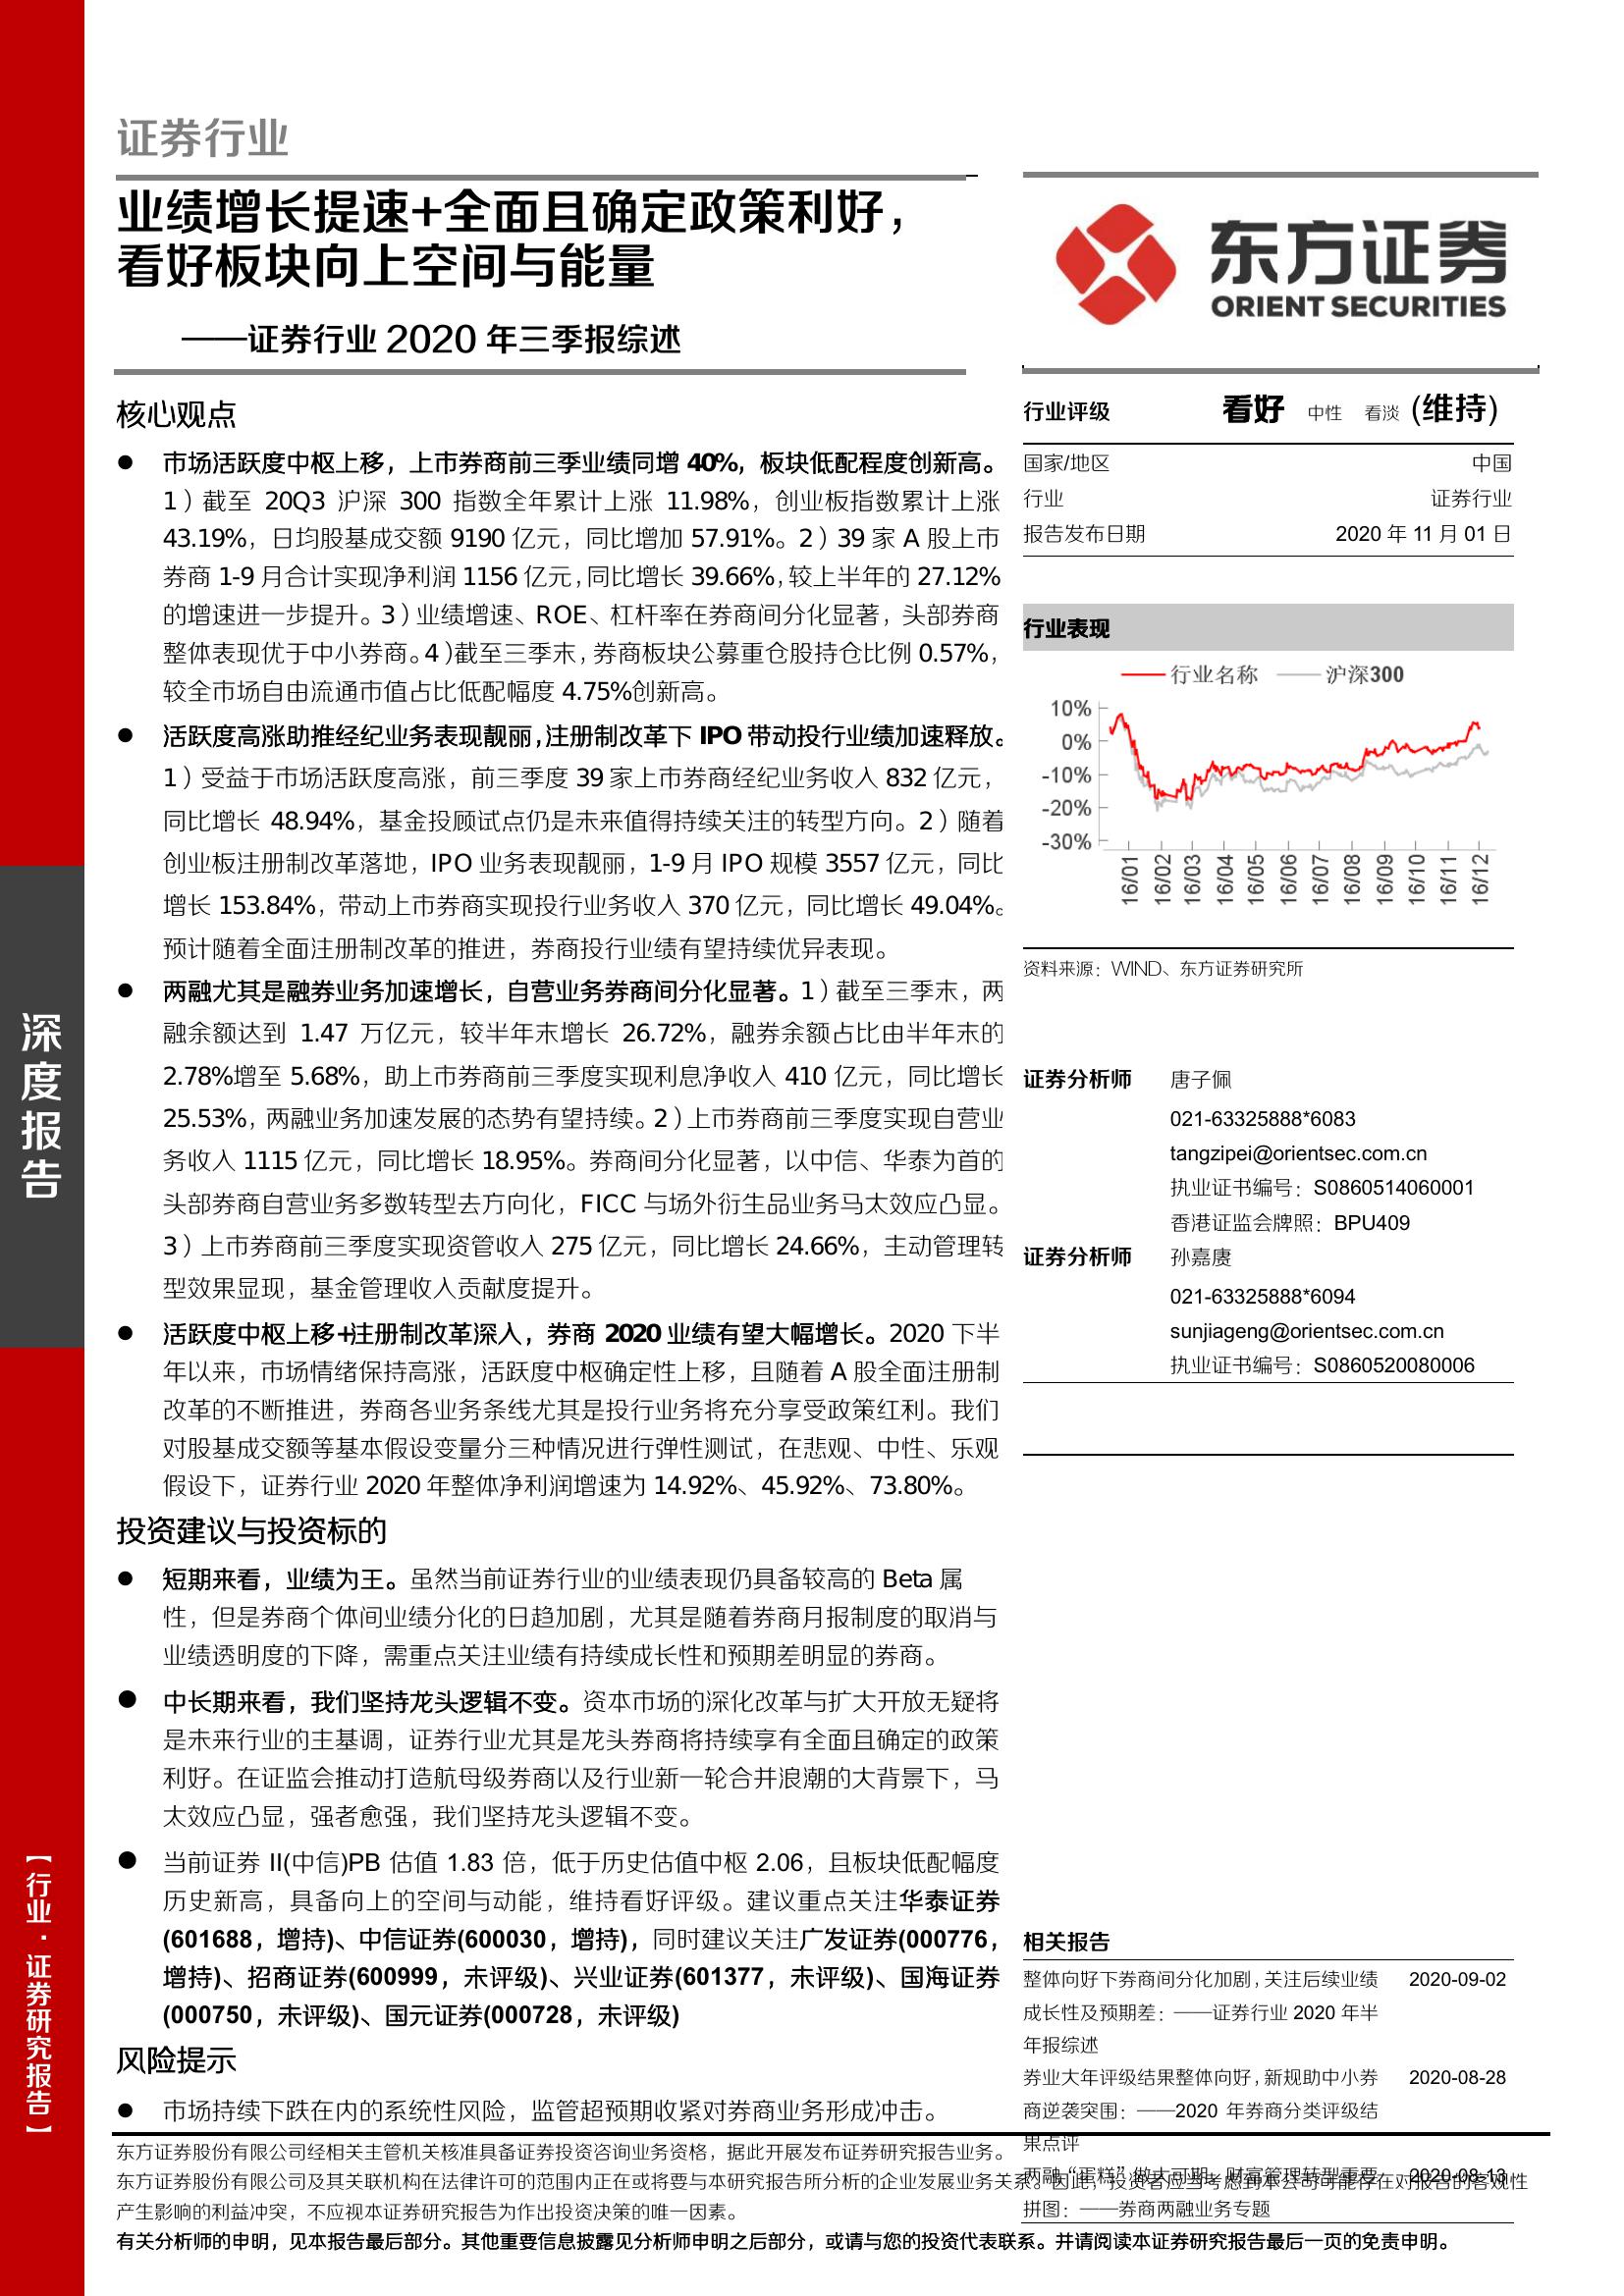 证券行业
业绩增长提速+全面且确定政策利好，
看好板块向上空间与能量
——证券行业 2020 年三季报综述
核心观点
● 市场活跃度中枢上移，上市券商前三季业绩同增 40%，板块低配程度创新高。
1）截至 20Q3 沪深 300 指数全年累计上涨 11.98%，创业板指数累计上涨
43.19%，日均股基成交额 9190 亿元，同比增加 57.91%。2）39 家 A 股上市
券商 1-9 月合计实现净利润 1156 亿元，同比增长 39.66%，较上半年的 27.12%
的增速进一步提升。3）业绩增速、ROE、杠杆率在券商间分化显著，头部券商
整体表现优于中小券商。4）截至三季末，券商板块公募重仓股持仓比例 0.57%，
较全市场自由流通市值占比低配幅度 4.75%创新高。
● 活跃度高涨助推经纪业务表现靓丽，注册制改革下 IPO 带动投行业绩加速释放。
1）受益于市场活跃度高涨，前三季度 39 家上市券商经纪业务收入 832 亿元，
同比增长 48.94%，基金投顾试点仍是未来值得持续关注的转型方向。2）随着
创业板注册制改革落地，IPO 业务表现靓丽，1-9 月 IPO 规模 3557 亿元，同比
增长 153.84%，带动上市券商实现投行业务收入 370 亿元，同比增长 49.04%。
预计随着全面注册制改革的推进，券商投行业绩有望持续优异表现。
● 两融尤其是融券业务加速增长，自营业务券商间分化显著。1）截至三季末，两
融余额达到 1.47 万亿元，较半年末增长 26.72%，融券余额占比由半年末的
2.78%增至 5.68%，助上市券商前三季度实现利息净收入 410 亿元，同比增长
25.53%，两融业务加速发展的态势有望持续。2）上市券商前三季度实现自营业
务收入 1115 亿元，同比增长 18.95%。券商间分化显著，以中信、华泰为首的
头部券商自营业务多数转型去方向化，FICC 与场外衍生品业务马太效应凸显。
3）上市券商前三季度实现资管收入 275 亿元，同比增长 24.66%，主动管理转
型效果显现，基金管理收入贡献度提升。
● 活跃度中枢上移+注册制改革深入，券商 2020 业绩有望大幅增长。2020 下半
年以来，市场情绪保持高涨，活跃度中枢确定性上移，且随着 A 股全面注册制
改革的不断推进，券商各业务条线尤其是投行业务将充分享受政策红利。我们
对股基成交额等基本假设变量分三种情况进行弹性测试，在悲观、中性、乐观
假设下，证券行业 2020 年整体净利润增速为 14.92%、45.92%、73.80%。
投资建议与投资标的
● 短期来看，业绩为王。虽然当前证券行业的业绩表现仍具备较高的 Beta 属
性，但是券商个体间业绩分化的日趋加剧，尤其是随着券商月报制度的取消与
业绩透明度的下降，需重点关注业绩有持续成长性和预期差明显的券商。
● 中长期来看，我们坚持龙头逻辑不变。资本市场的深化改革与扩大开放无疑将
是未来行业的主基调，证券行业尤其是龙头券商将持续享有全面且确定的政策
利好。在证监会推动打造航母级券商以及行业新一轮合并浪潮的大背景下，马
太效应凸显，强者愈强，我们坚持龙头逻辑不变。
● 当前证券 II(中信)PB 估值 1.83 倍，低于历史估值中枢 2.06，且板块低配幅度
历史新高，具备向上的空间与动能，维持看好评级。建议重点关注华泰证券
(601688，增持)、中信证券(600030，增持)，同时建议关注广发证券(000776，
增持)、招商证券(600999，未评级)、兴业证券(601377，未评级)、国海证券
(000750，未评级)、国元证券(000728，未评级)
风险提示
● 市场持续下跌在内的系统性风险，监管超预期收紧对券商业务形成冲击。
东方证券
ORIENT SECURITIES
行业评级 看好 中性 看淡 (维持)
国家/地区 中国
行业 证券行业
报告发布日期 2020 年 11 月 01 日
行业表现
行业名称 沪深300
10%
0%
-10%
-20%
-30%
16/01 16/02 16/03 16/04 16/05 16/06 16/07 16/08 16/09 16/10 16/11 16/12
资料来源：WIND、东方证券研究所
证券分析师 唐子佩
021-63325888*6083
tangzipei@orientsec.com.cn
执业证书编号：S0860514060001
香港证监会牌照：BPU409
证券分析师 孙嘉赓
021-63325888*6094
sunjiageng@orientsec.com.cn
执业证书编号：S0860520080006
相关报告
整体向好下券商间分化加剧，关注后续业绩 2020-09-02
成长性及预期差：——证券行业 2020 年半
年报综述
券业大年评级结果整体向好，新规助中小券 2020-08-28
商逆袭突围：——2020 年券商分类评级结
果点评
两融“蛋糕”做大可期，财富管理转型重要 2020-08-13
拼图：——券商两融业务专题
东方证券股份有限公司经相关主管机关核准具备证券投资咨询业务资格，据此开展发布证券研究报告业务。
东方证券股份有限公司及其关联机构在法律许可的范围内正在或将要与本研究报告所分析的企业发展业务关系。因此，投资者应当考虑到本公司可能存在对报告的客观性
产生影响的利益冲突，不应视本证券研究报告为作出投资决策的唯一因素。
有关分析师的申明，见本报告最后部分。其他重要信息披露见分析师申明之后部分，或请与您的投资代表联系。并请阅读本证券研究报告最后一页的免责申明。
深度报告
【行业·证券研究报告】